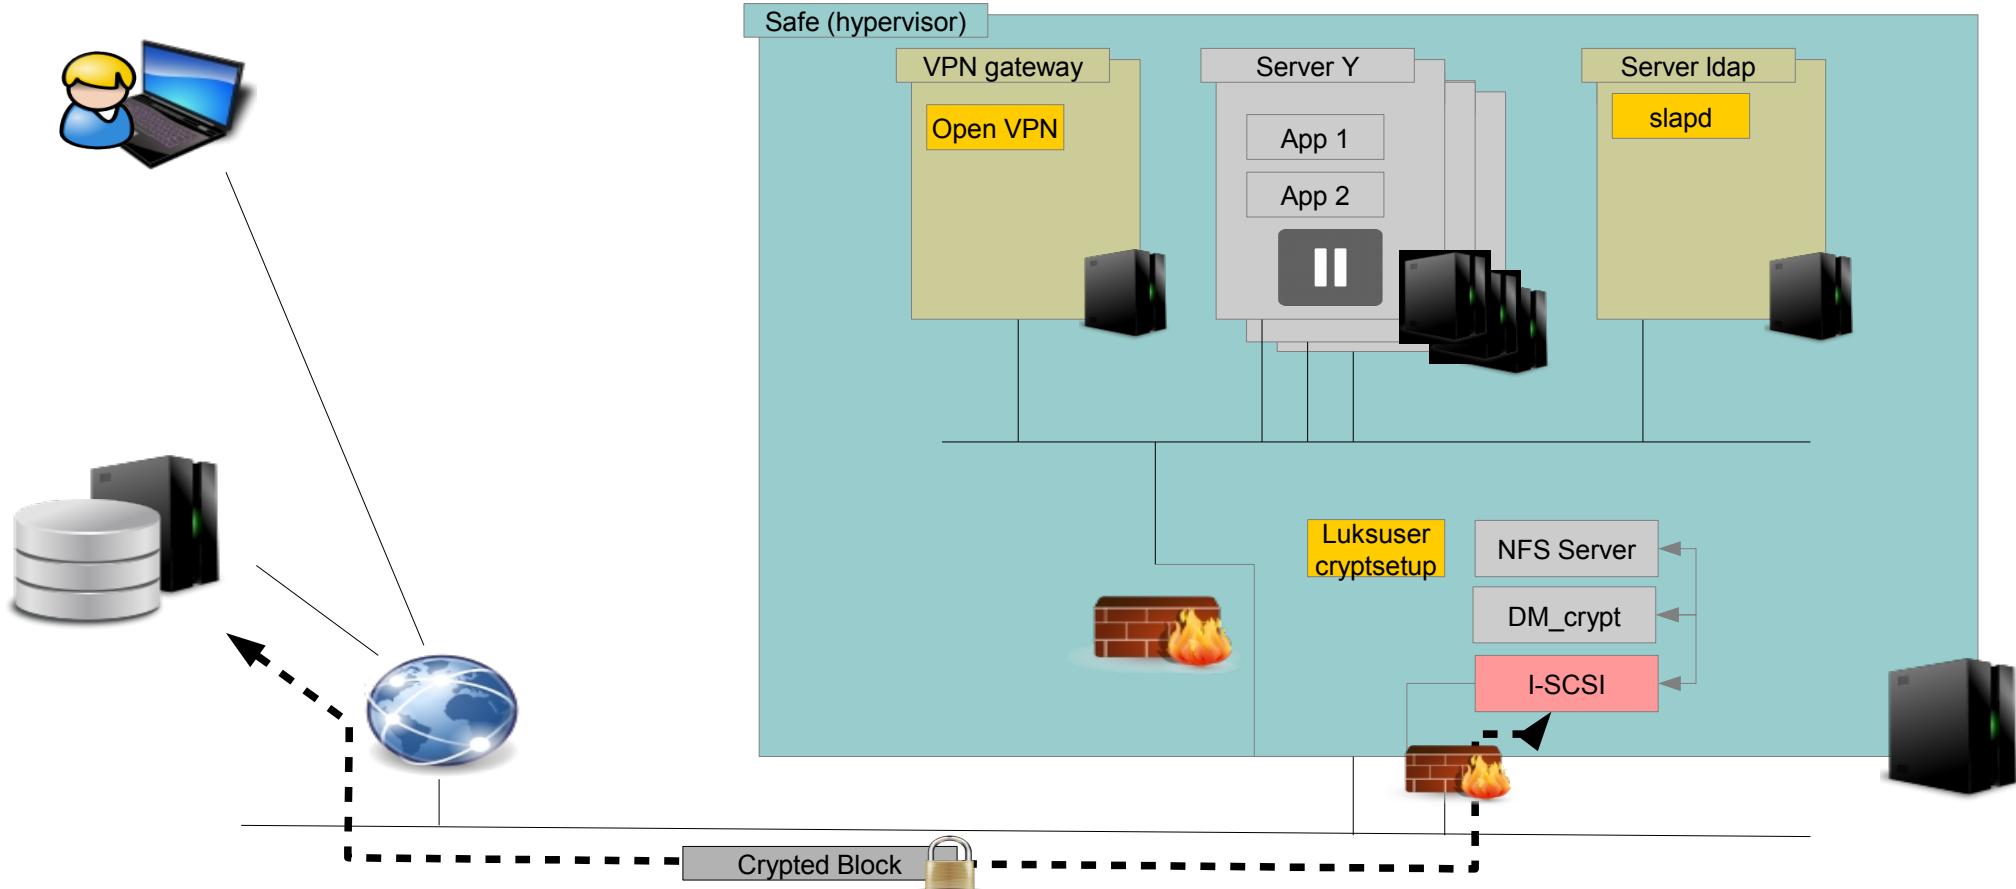 Safe (hypervisor)
VPN gateway
Server Y
Server ldap
Open VPN
slapd
App 1
App 2
Luksuser
cryptsetup
NFS Server
DM_crypt
I-SCSI
Crypted Block